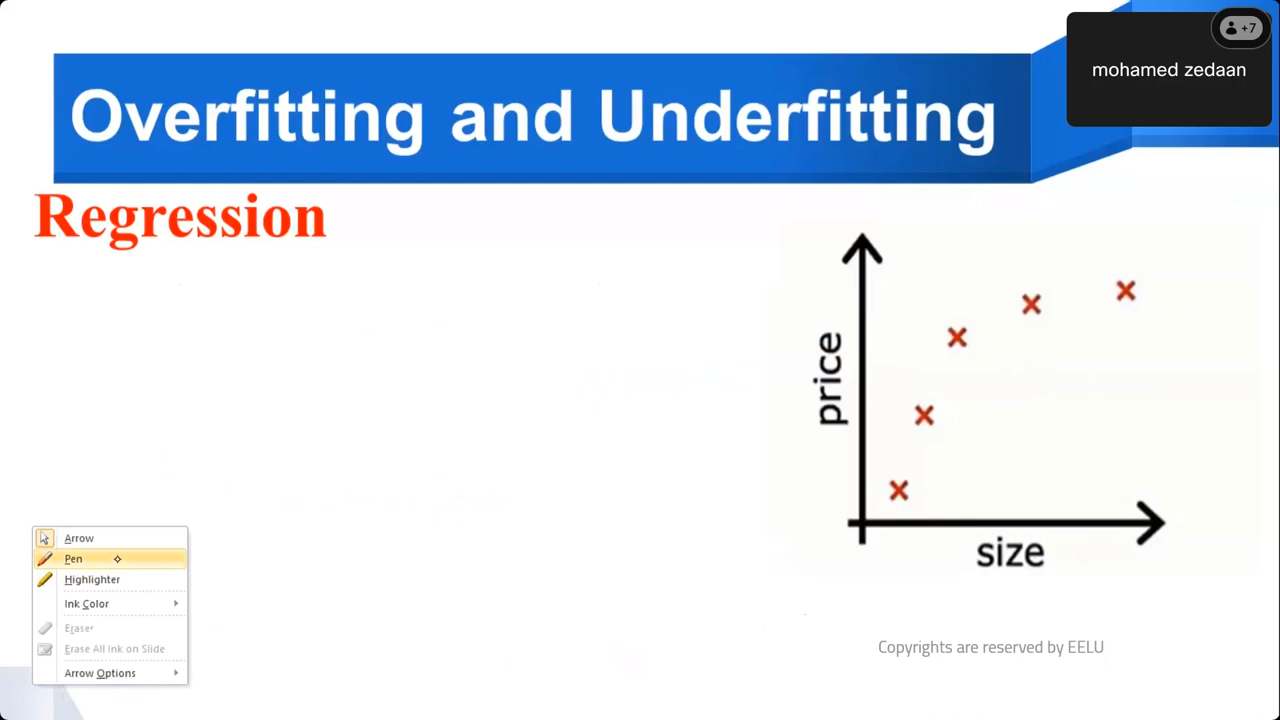 +7
mohamed zedaan
Overfitting and Underfitting
Regression
price
size
Arrow
Pen
Highlighter
Ink Color
Eraser
Erase All Ink on Slide
Arrow Options
Copyrights are reserved by EELU